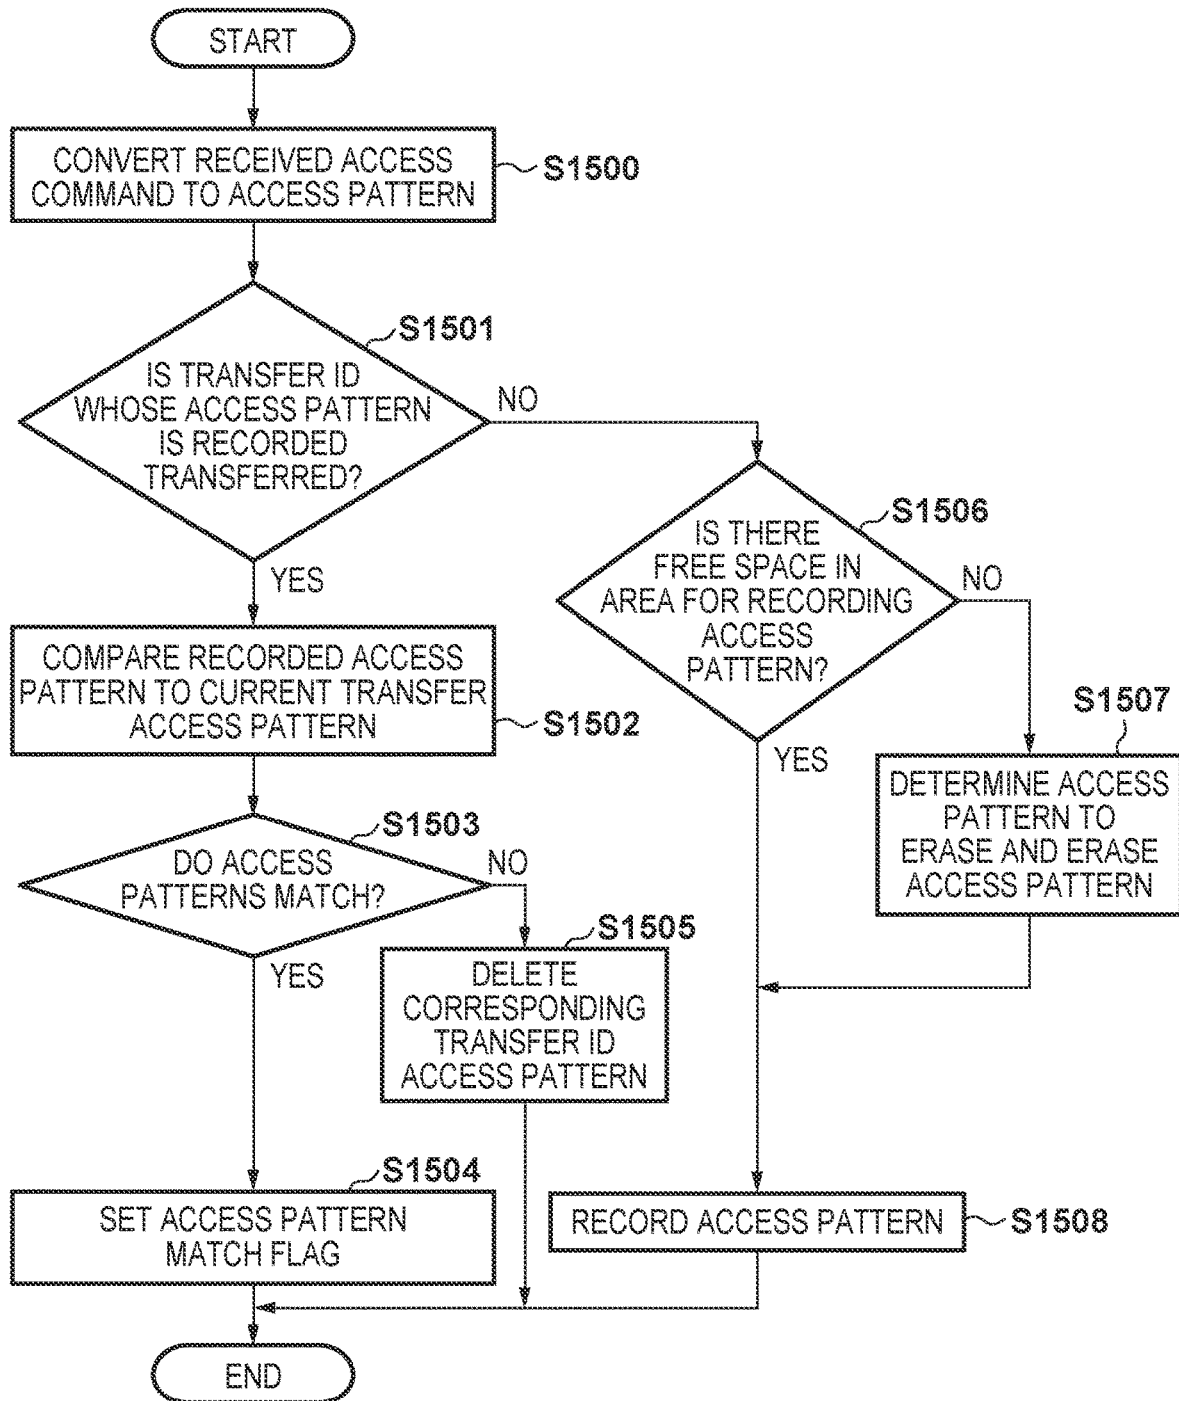 START
CONVERT RECEIVED ACCESS
COMMAND TO ACCESS PATTERN
S1500
S1501
IS TRANSFER ID
WHOSE ACCESS PATTERN
IS RECORDED
TRANSFERRED?
NO
YES
S1506
IS THERE
FREE SPACE IN
AREA FOR RECORDING
ACCESS
PATTERN?
NO
YES
COMPARE RECORDED ACCESS
PATTERN TO CURRENT TRANSFER
ACCESS PATTERN
S1502
S1507
DETERMINE ACCESS
PATTERN TO
ERASE AND ERASE
ACCESS PATTERN
S1503
DO ACCESS
PATTERNS MATCH?
NO
YES
S1505
DELETE
CORRESPONDING
TRANSFER ID
ACCESS PATTERN
S1504
SET ACCESS PATTERN
MATCH FLAG
RECORD ACCESS PATTERN
S1508
END